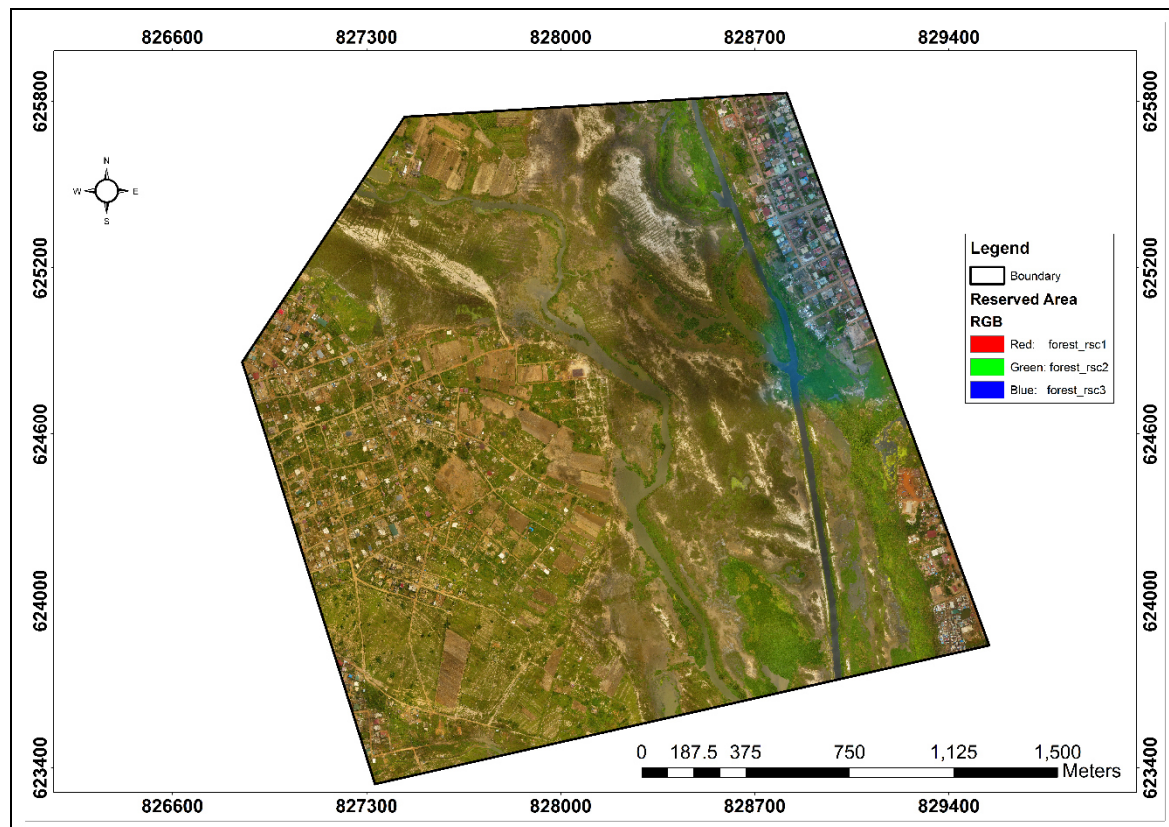 826600 827300 828000 828700 829400
625800
625200
624600
624000
623400
N
W E
S
625800
625200
624600
624000
623400
Legend
Boundary
Reserved Area
RGB
Red: forest_rsc1
Green: forest_rsc2
Blue: forest_rsc3
0 187.5 375 750 1,125 1,500
Meters
826600 827300 828000 828700 829400